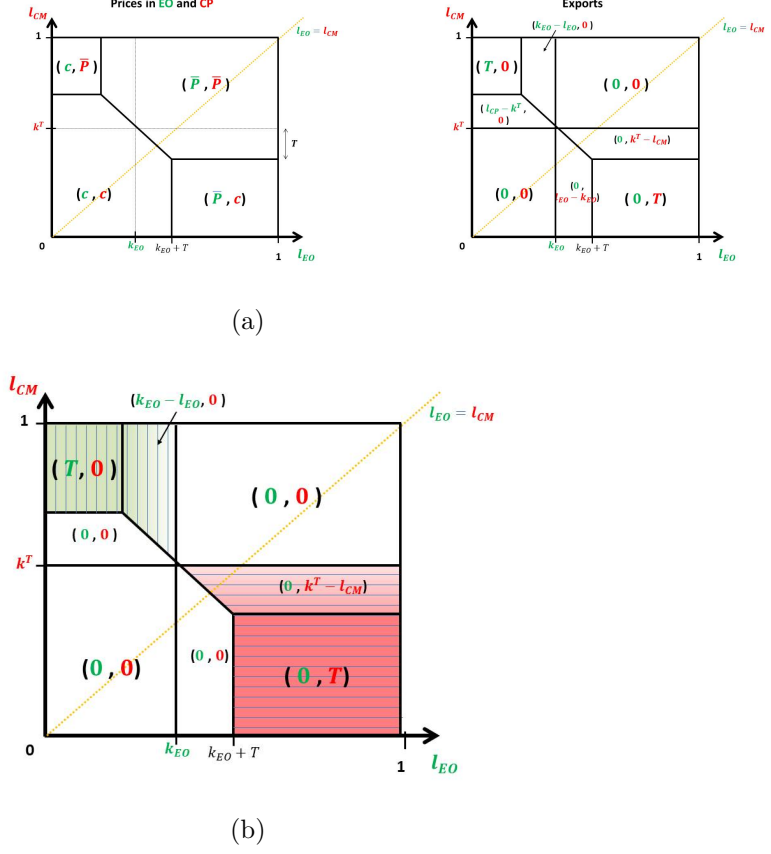 Prices in EO and CP
l_CM
l_EO = l_CM
1
(c, P̅)
(P̅, P̅)
k^T
T
(c, c)
(P̅, c)
0
k_EO
k_EO + T
1
l_EO
Exports
l_CM
(k_EO − l_EO, 0)
l_EO = l_CM
1
(T, 0)
(0, 0)
(l_CP − k^T, 0)
k^T
(0, k^T − l_CM)
(0, 0)
(0, l_EO − k_EO)
(0, T)
0
k_EO
k_EO + T
1
l_EO
(a)
l_CM
(k_EO − l_EO, 0)
l_EO = l_CM
1
(T, 0)
(0, 0)
(0, 0)
k^T
(0, k^T − l_CM)
(0, 0)
(0, 0)
(0, T)
0
k_EO
k_EO + T
1
l_EO
(b)